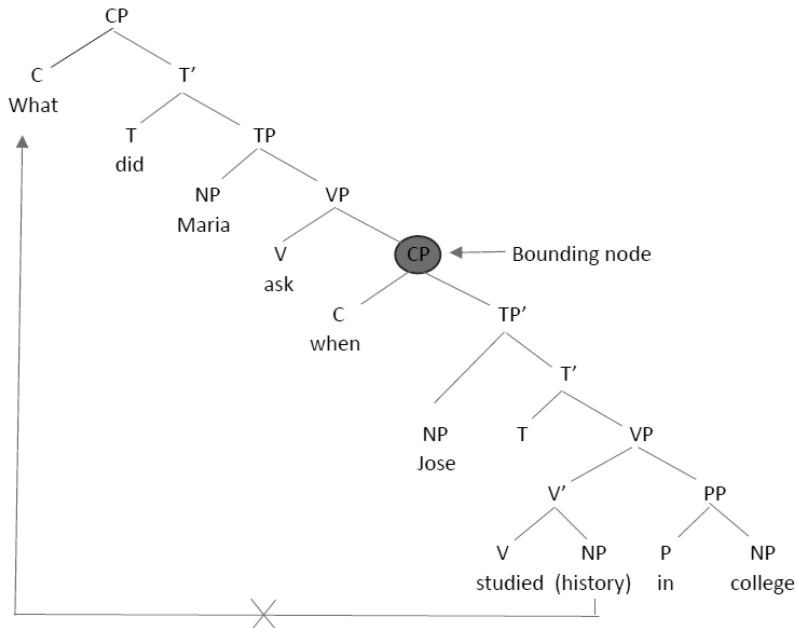 CP
C T’
What
T TP
did
NP VP
Maria
V CP Bounding node
ask
C TP’
when
T’
NP T VP
Jose
V’ PP
V NP P NP
studied (history) in college